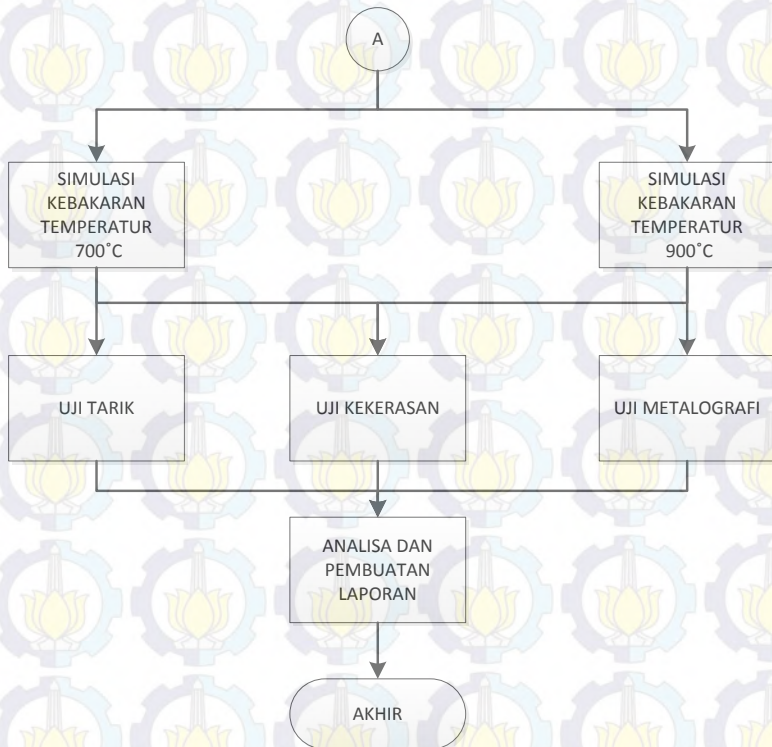 A
SIMULASI
KEBAKARAN
TEMPERATUR
700˚C
SIMULASI
KEBAKARAN
TEMPERATUR
900˚C
UJI TARIK
UJI KEKERASAN
UJI METALOGRAFI
ANALISA DAN
PEMBUATAN
LAPORAN
AKHIR